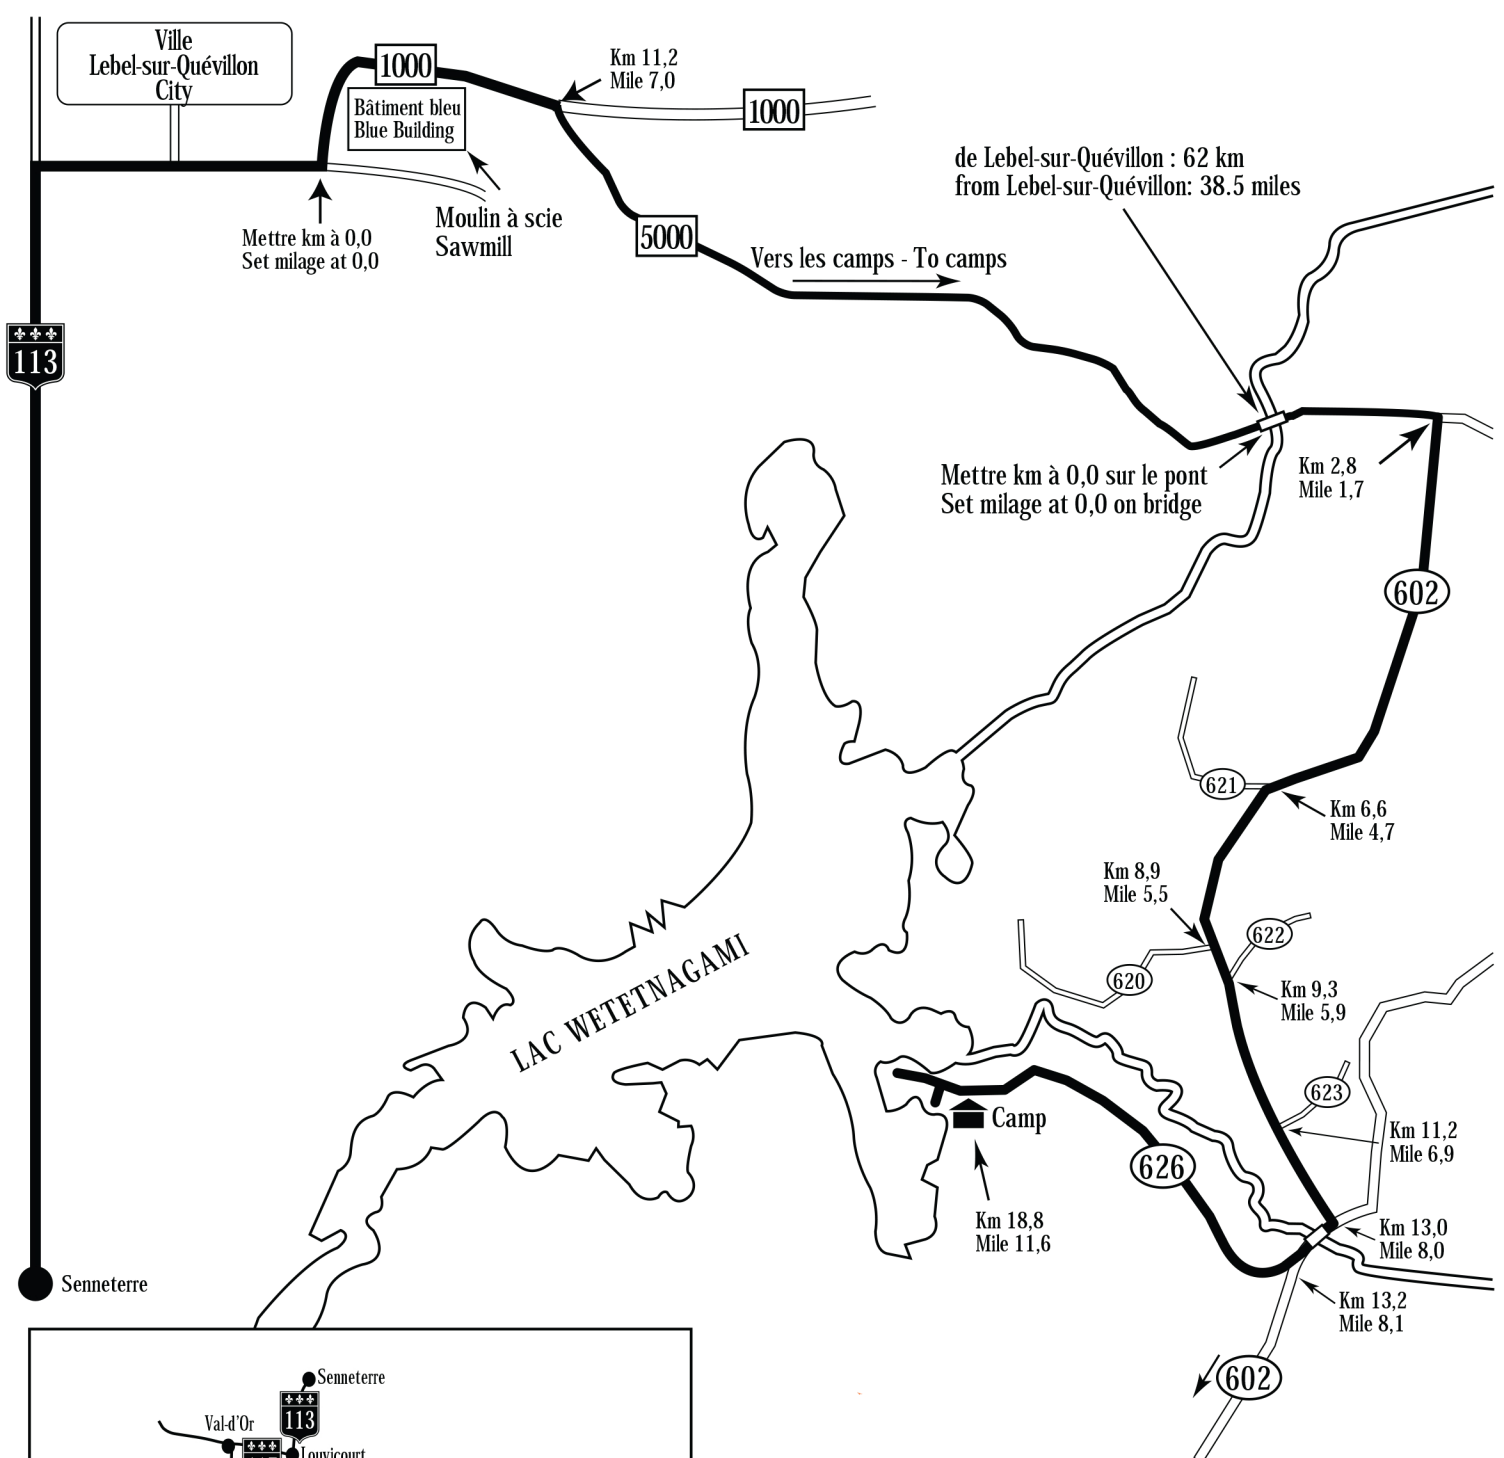 Ville
Lebel-sur-Quévillon
City
1000
Km 11,2
Mile 7,0
Bâtiment bleu
Blue Building
1000
Moulin à scie
Sawmill
Mettre km à 0,0
Set milage at 0,0
5000
Vers les camps - To camps
de Lebel-sur-Quévillon : 62 km
from Lebel-sur-Quévillon: 38.5 miles
113
Mettre km à 0,0 sur le pont
Set milage at 0,0 on bridge
Km 2,8
Mile 1,7
602
621
Km 6,6
Mile 4,7
Km 8,9
Mile 5,5
622
620
Km 9,3
Mile 5,9
LAC WETETNAGAMI
623
Camp
Km 11,2
Mile 6,9
626
Km 18,8
Mile 11,6
Km 13,0
Mile 8,0
Senneterre
Km 13,2
Mile 8,1
602
Senneterre
113
Val-d'Or
Louvicourt